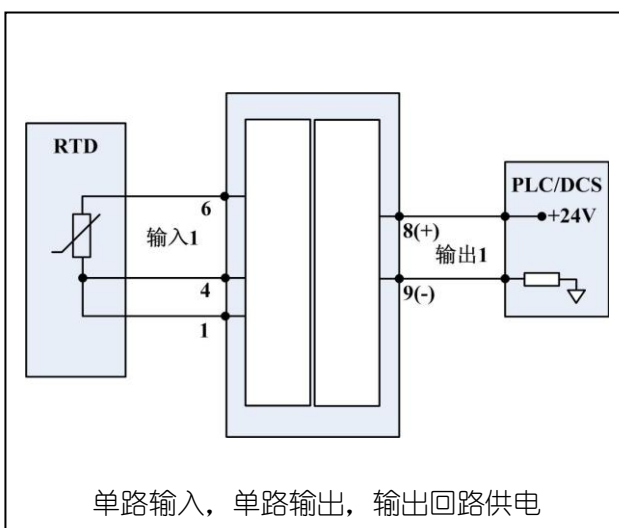 RTD
PLC/DCS
+24V
6
输入1
8(+)
输出1
4
9(-)
1
单路输入，单路输出，输出回路供电